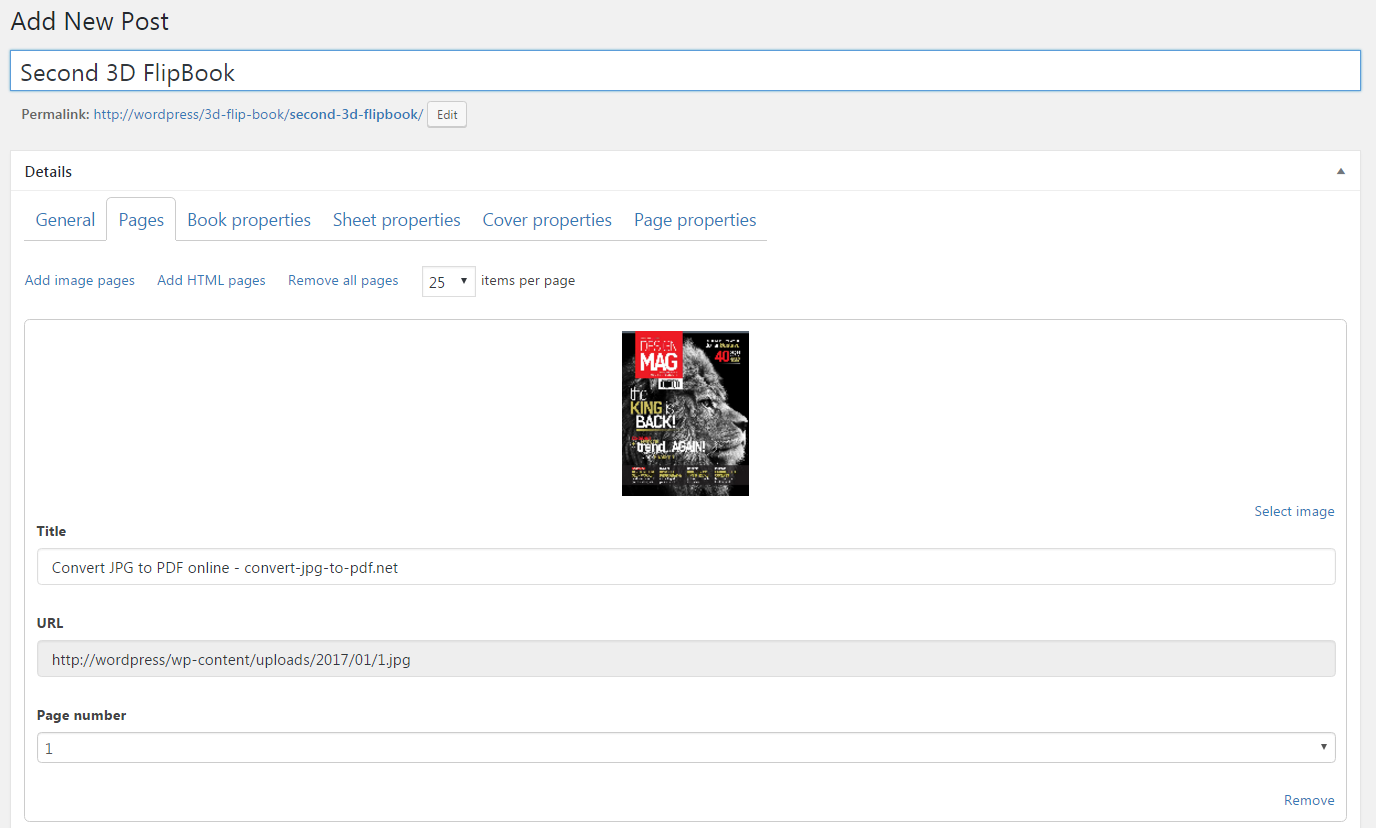 Add New Post
Second 3D FlipBook
Permalink: http://wordpress/3d-flip-book/second-3d-flipbook/ Edit
Details
General Pages Book properties Sheet properties Cover properties Page properties
Add image pages Add HTML pages Remove all pages 25 items per page
DESIGN
MAG
40
the
KING is
BACK!
trend...AGAIN!
Select image
Title
Convert JPG to PDF online - convert-jpg-to-pdf.net
URL
http://wordpress/wp-content/uploads/2017/01/1.jpg
Page number
1
Remove